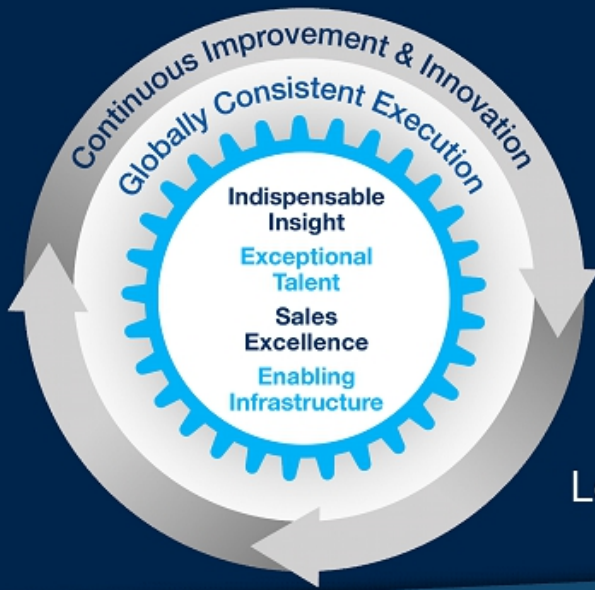 Continuous Improvement & Innovation
Globally Consistent Execution
Indispensable
Insight
Exceptional
Talent
Sales
Excellence
Enabling
Infrastructure
L